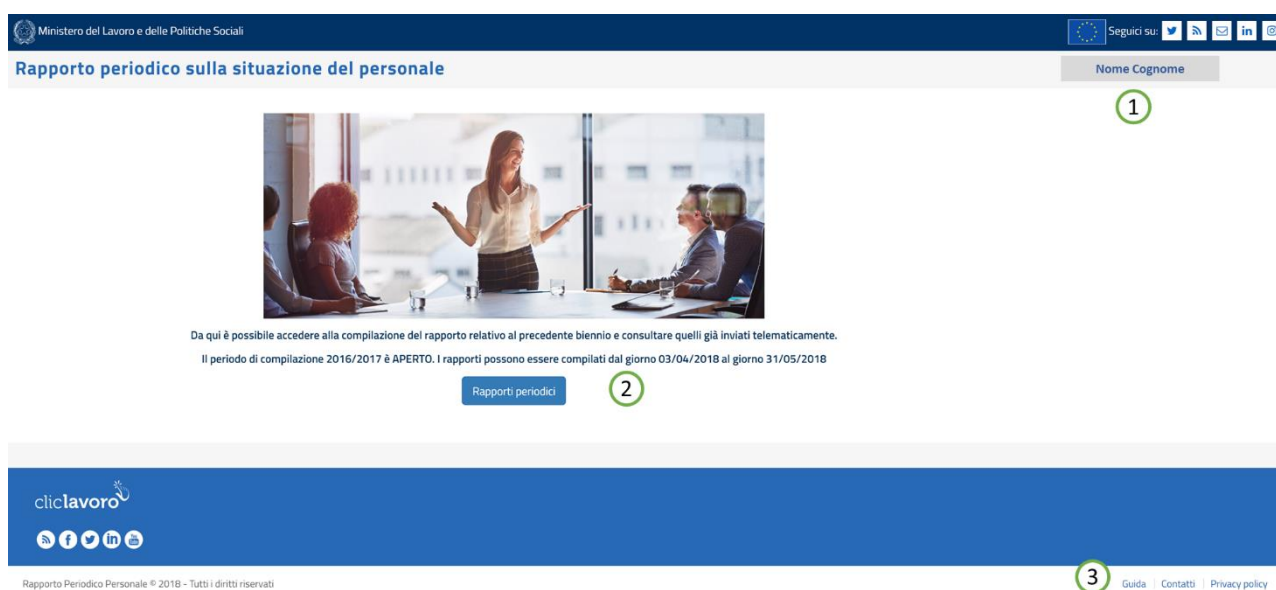 Ministero del Lavoro e delle Politiche Sociali
Seguici su:
Rapporto periodico sulla situazione del personale
Nome Cognome
1
Da qui è possibile accedere alla compilazione del rapporto relativo al precedente biennio e consultare quelli già inviati telematicamente.
Il periodo di compilazione 2016/2017 è APERTO. I rapporti possono essere compilati dal giorno 03/04/2018 al giorno 31/05/2018
Rapporti periodici
2
cliclavoro
Rapporto Periodico Personale © 2018 - Tutti i diritti riservati
3
Guida | Contatti | Privacy policy